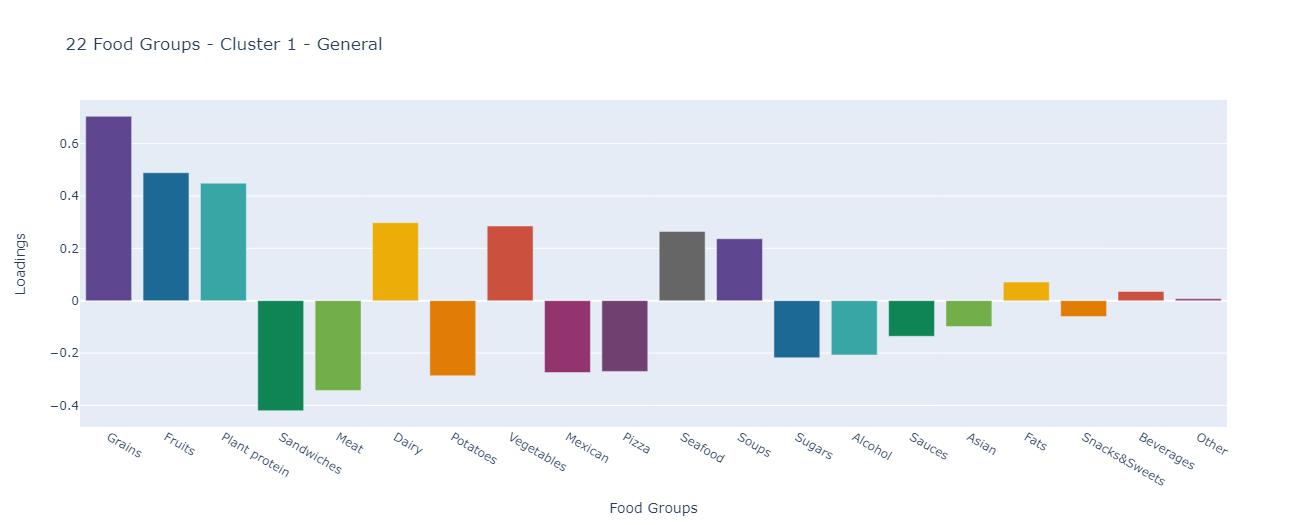 22 Food Groups - Cluster 1 - General
Loadings
0.6
0.4
0.2
0
−0.2
−0.4
Grains
Fruits
Plant protein
Sandwiches
Meat
Dairy
Potatoes
Vegetables
Mexican
Pizza
Seafood
Soups
Sugars
Alcohol
Sauces
Asian
Fats
Snacks&Sweets
Beverages
Other
Food Groups